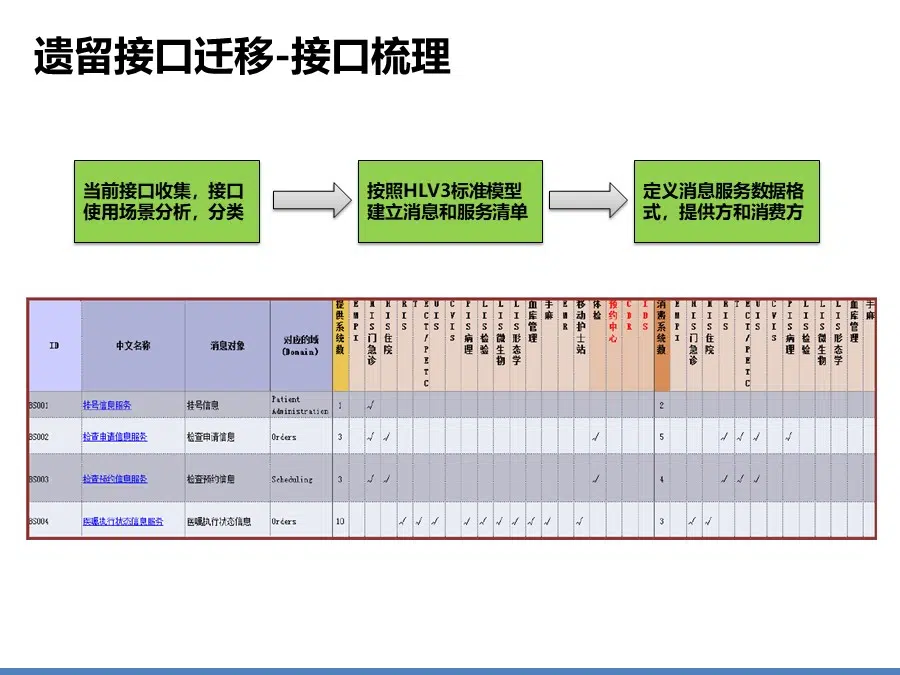 遗留接口迁移-接口梳理
当前接口收集，接口
使用场景分析，分类
按照HLV3标准模型
建立消息和服务清单
定义消息服务数据格
式，提供方和消费方
ID 中文名称 消息对象 对应的域(Domain) 提供系统数 EMPI HIS门急诊 HIS住院 RIS ECT/PETCT UIS CVIS PIS病理 LIS检验 LIS微生物 LIS形态学 血库管理 手麻 EMR 移动护士站 体检 预约中心 CDR IDS 消费系统数 EMPI HIS门急诊 HIS住院 RIS ECT/PETCT UIS CVIS PIS病理 LIS检验 LIS微生物 LIS形态学 血库管理 手麻
BS001 挂号信息服务 挂号信息 Patient Administration 1 √ 2
BS002 检查申请信息服务 检查申请信息 Orders 3 √ √ √ 5 √ √ √ √
BS003 检查预约信息服务 检查预约信息 Scheduling 3 √ √ √ 4 √ √ √
BS004 医嘱执行状态信息服务 医嘱执行状态信息 Orders 10 √ √ √ √ √ √ √ √ √ √ 3 √ √